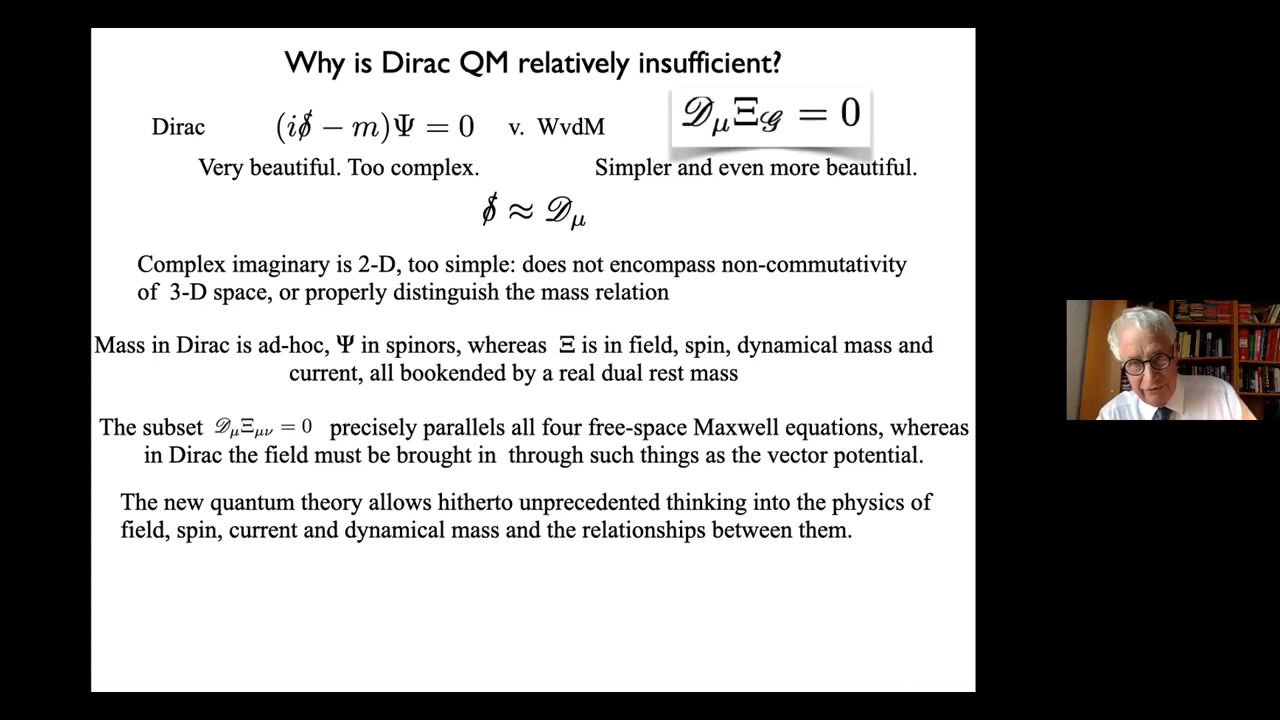 Why is Dirac QM relatively insufficient?
Dirac (i∂̸ − m)Ψ = 0 v. WvdM 𝒟μΞ𝒢 = 0
Very beautiful. Too complex. Simpler and even more beautiful.
∂̸ ≈ 𝒟μ
Complex imaginary is 2-D, too simple: does not encompass non-commutativity
of 3-D space, or properly distinguish the mass relation
Mass in Dirac is ad-hoc, Ψ in spinors, whereas Ξ is in field, spin, dynamical mass and
current, all bookended by a real dual rest mass
The subset 𝒟μΞμν = 0 precisely parallels all four free-space Maxwell equations, whereas
in Dirac the field must be brought in through such things as the vector potential.
The new quantum theory allows hitherto unprecedented thinking into the physics of
field, spin, current and dynamical mass and the relationships between them.